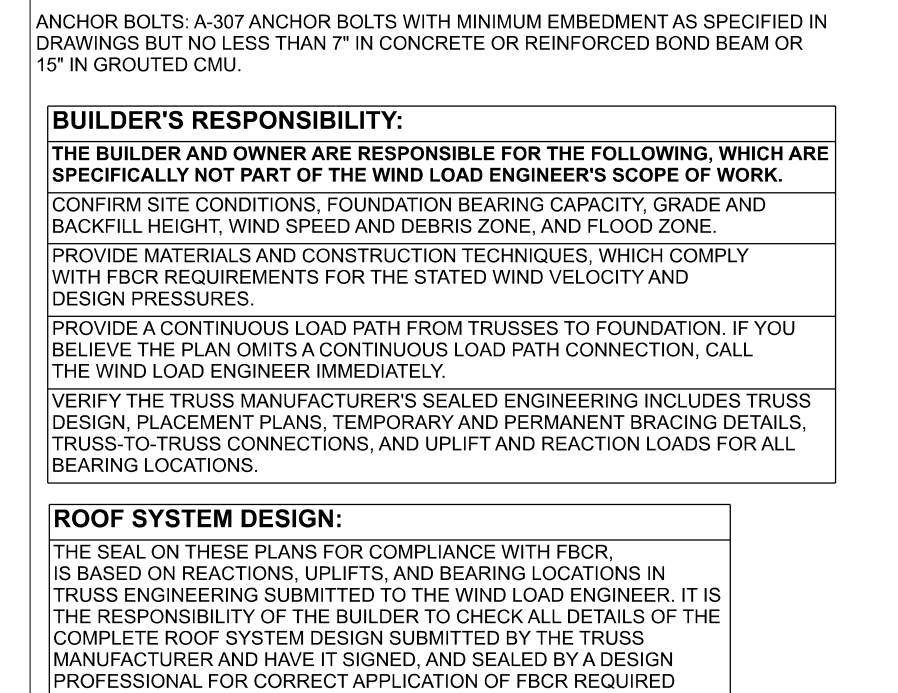 ANCHOR BOLTS: A-307 ANCHOR BOLTS WITH MINIMUM EMBEDMENT AS SPECIFIED IN
DRAWINGS BUT NO LESS THAN 7" IN CONCRETE OR REINFORCED BOND BEAM OR
15" IN GROUTED CMU.
BUILDER'S RESPONSIBILITY:
THE BUILDER AND OWNER ARE RESPONSIBLE FOR THE FOLLOWING, WHICH ARE
SPECIFICALLY NOT PART OF THE WIND LOAD ENGINEER'S SCOPE OF WORK.
CONFIRM SITE CONDITIONS, FOUNDATION BEARING CAPACITY, GRADE AND
BACKFILL HEIGHT, WIND SPEED AND DEBRIS ZONE, AND FLOOD ZONE.
PROVIDE MATERIALS AND CONSTRUCTION TECHNIQUES, WHICH COMPLY
WITH FBCR REQUIREMENTS FOR THE STATED WIND VELOCITY AND
DESIGN PRESSURES.
PROVIDE A CONTINUOUS LOAD PATH FROM TRUSSES TO FOUNDATION. IF YOU
BELIEVE THE PLAN OMITS A CONTINUOUS LOAD PATH CONNECTION, CALL
THE WIND LOAD ENGINEER IMMEDIATELY.
VERIFY THE TRUSS MANUFACTURER'S SEALED ENGINEERING INCLUDES TRUSS
DESIGN, PLACEMENT PLANS, TEMPORARY AND PERMANENT BRACING DETAILS,
TRUSS-TO-TRUSS CONNECTIONS, AND UPLIFT AND REACTION LOADS FOR ALL
BEARING LOCATIONS.
ROOF SYSTEM DESIGN:
THE SEAL ON THESE PLANS FOR COMPLIANCE WITH FBCR,
IS BASED ON REACTIONS, UPLIFTS, AND BEARING LOCATIONS IN
TRUSS ENGINEERING SUBMITTED TO THE WIND LOAD ENGINEER. IT IS
THE RESPONSIBILITY OF THE BUILDER TO CHECK ALL DETAILS OF THE
COMPLETE ROOF SYSTEM DESIGN SUBMITTED BY THE TRUSS
MANUFACTURER AND HAVE IT SIGNED, AND SEALED BY A DESIGN
PROFESSIONAL FOR CORRECT APPLICATION OF FBCR REQUIRED